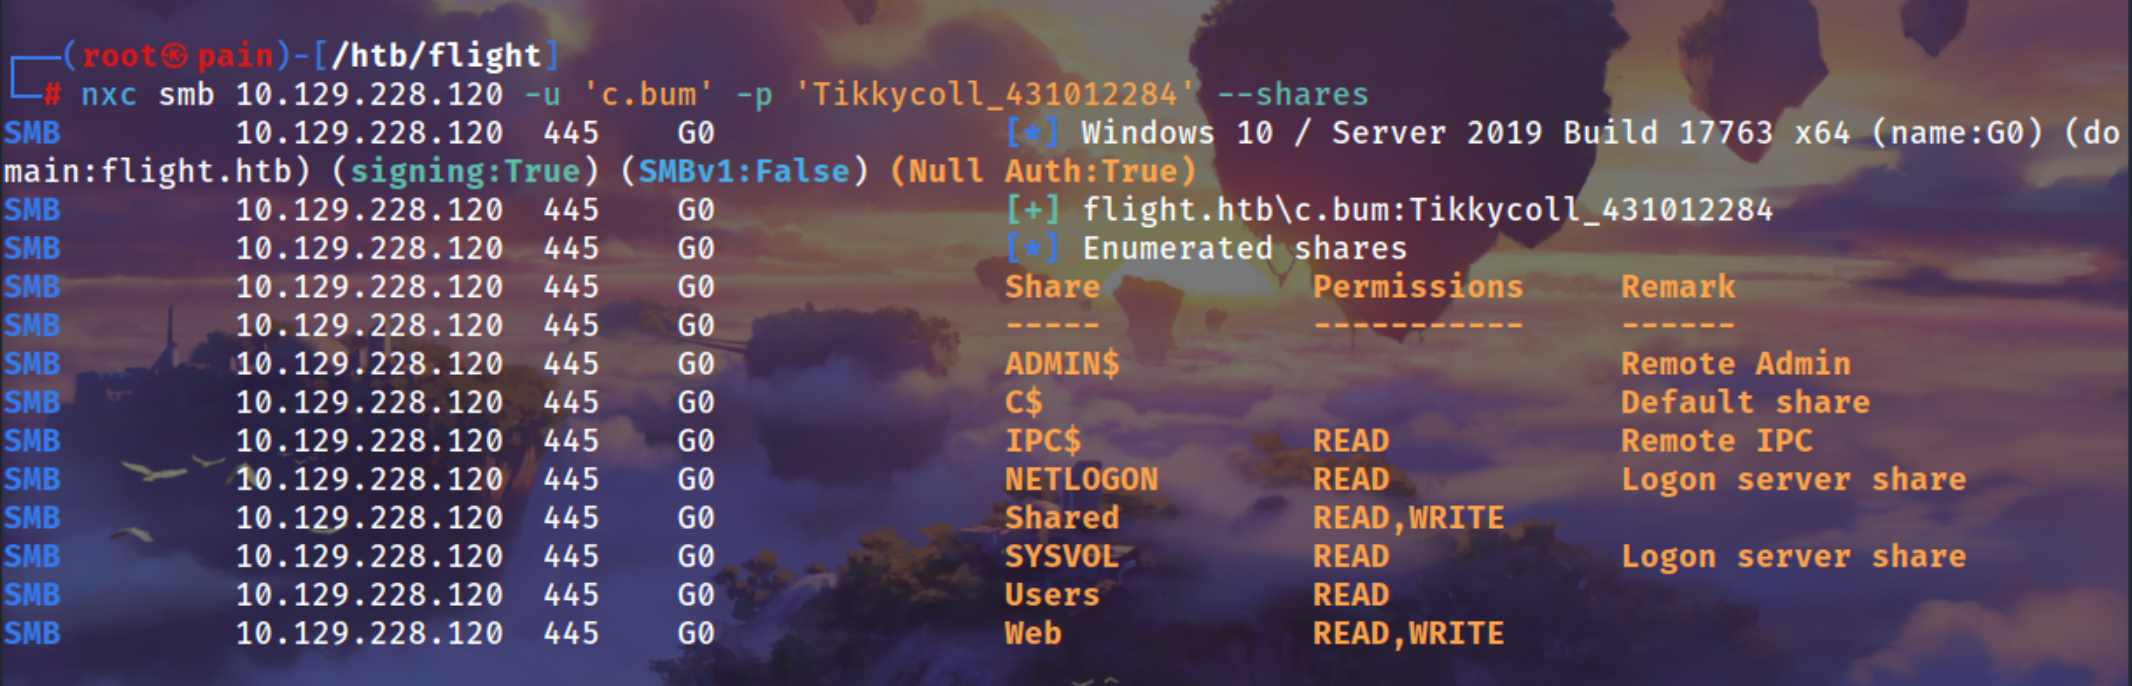 ┌──(root㉿pain)-[/htb/flight]
└─# nxc smb 10.129.228.120 -u 'c.bum' -p 'Tikkycoll_431012284' --shares
SMB 10.129.228.120 445 G0 [*] Windows 10 / Server 2019 Build 17763 x64 (name:G0) (do
main:flight.htb) (signing:True) (SMBv1:False) (Null Auth:True)
SMB 10.129.228.120 445 G0 [+] flight.htb\c.bum:Tikkycoll_431012284
SMB 10.129.228.120 445 G0 [*] Enumerated shares
SMB 10.129.228.120 445 G0 Share Permissions Remark
SMB 10.129.228.120 445 G0 ----- ----------- ------
SMB 10.129.228.120 445 G0 ADMIN$ Remote Admin
SMB 10.129.228.120 445 G0 C$ Default share
SMB 10.129.228.120 445 G0 IPC$ READ Remote IPC
SMB 10.129.228.120 445 G0 NETLOGON READ Logon server share
SMB 10.129.228.120 445 G0 Shared READ,WRITE
SMB 10.129.228.120 445 G0 SYSVOL READ Logon server share
SMB 10.129.228.120 445 G0 Users READ
SMB 10.129.228.120 445 G0 Web READ,WRITE